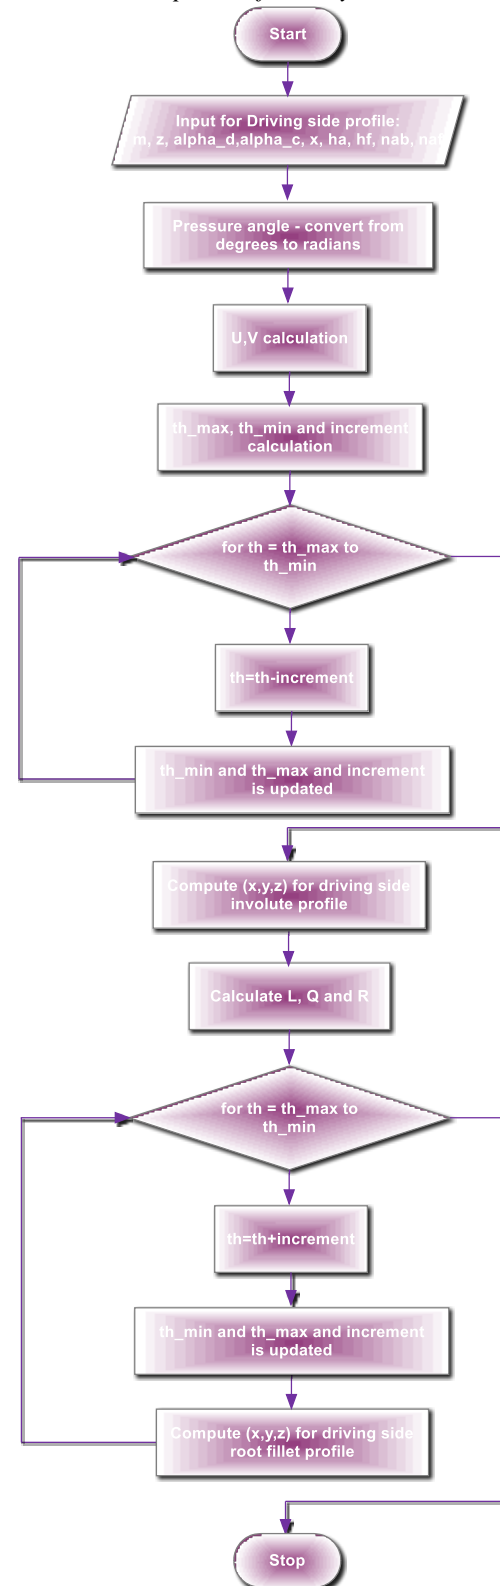 Start
Input for Driving side profile:
m, z, alpha_d,alpha_c, x, ha, hf, nab, na
Pressure angle - convert from
degrees to radians
U,V calculation
th_max, th_min and increment
calculation
for th = th_max to
th_min
th=th-increment
th_min and th_max and increment
is updated
Compute (x,y,z) for driving side
involute profile
Calculate L, Q and R
for th = th_max to
th_min
th=th+increment
th_min and th_max and increment
is updated
Compute (x,y,z) for driving side
root fillet profile
Stop